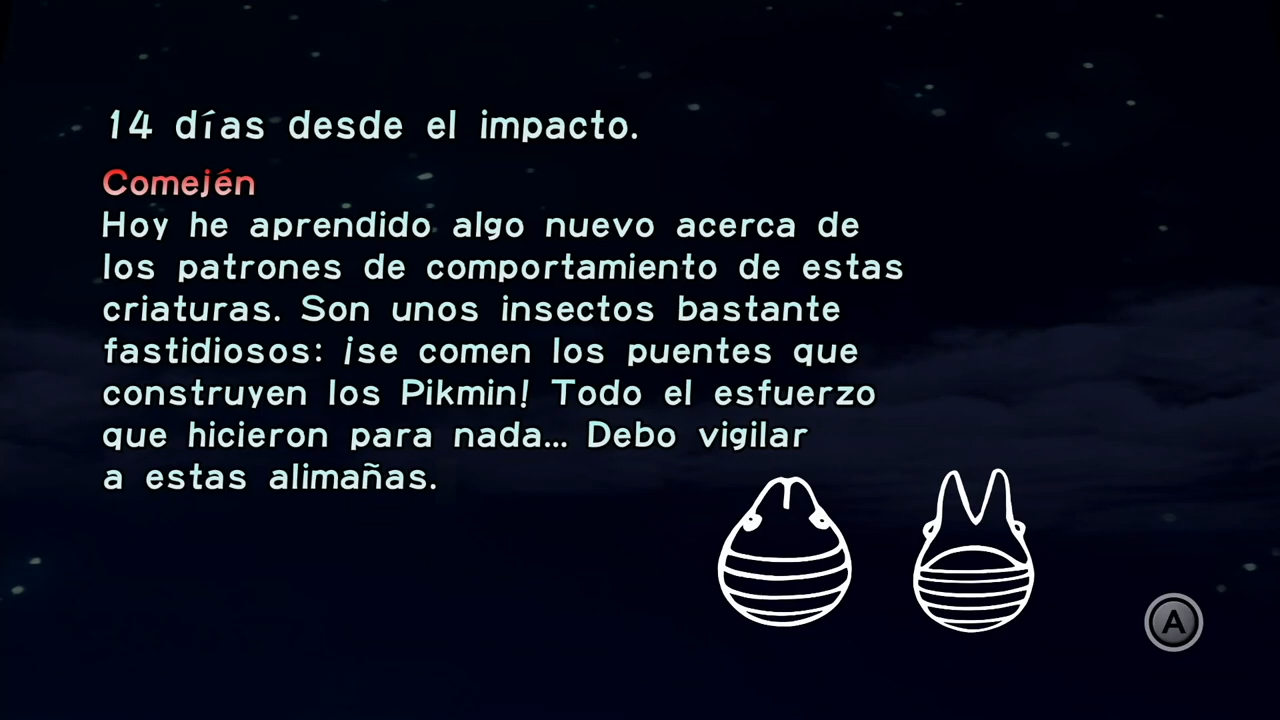 14 días desde el impacto.
Comején
Hoy he aprendido algo nuevo acerca de
los patrones de comportamiento de estas
criaturas. Son unos insectos bastante
fastidiosos: ¡se comen los puentes que
construyen los Pikmin! Todo el esfuerzo
que hicieron para nada... Debo vigilar
a estas alimañas.
A